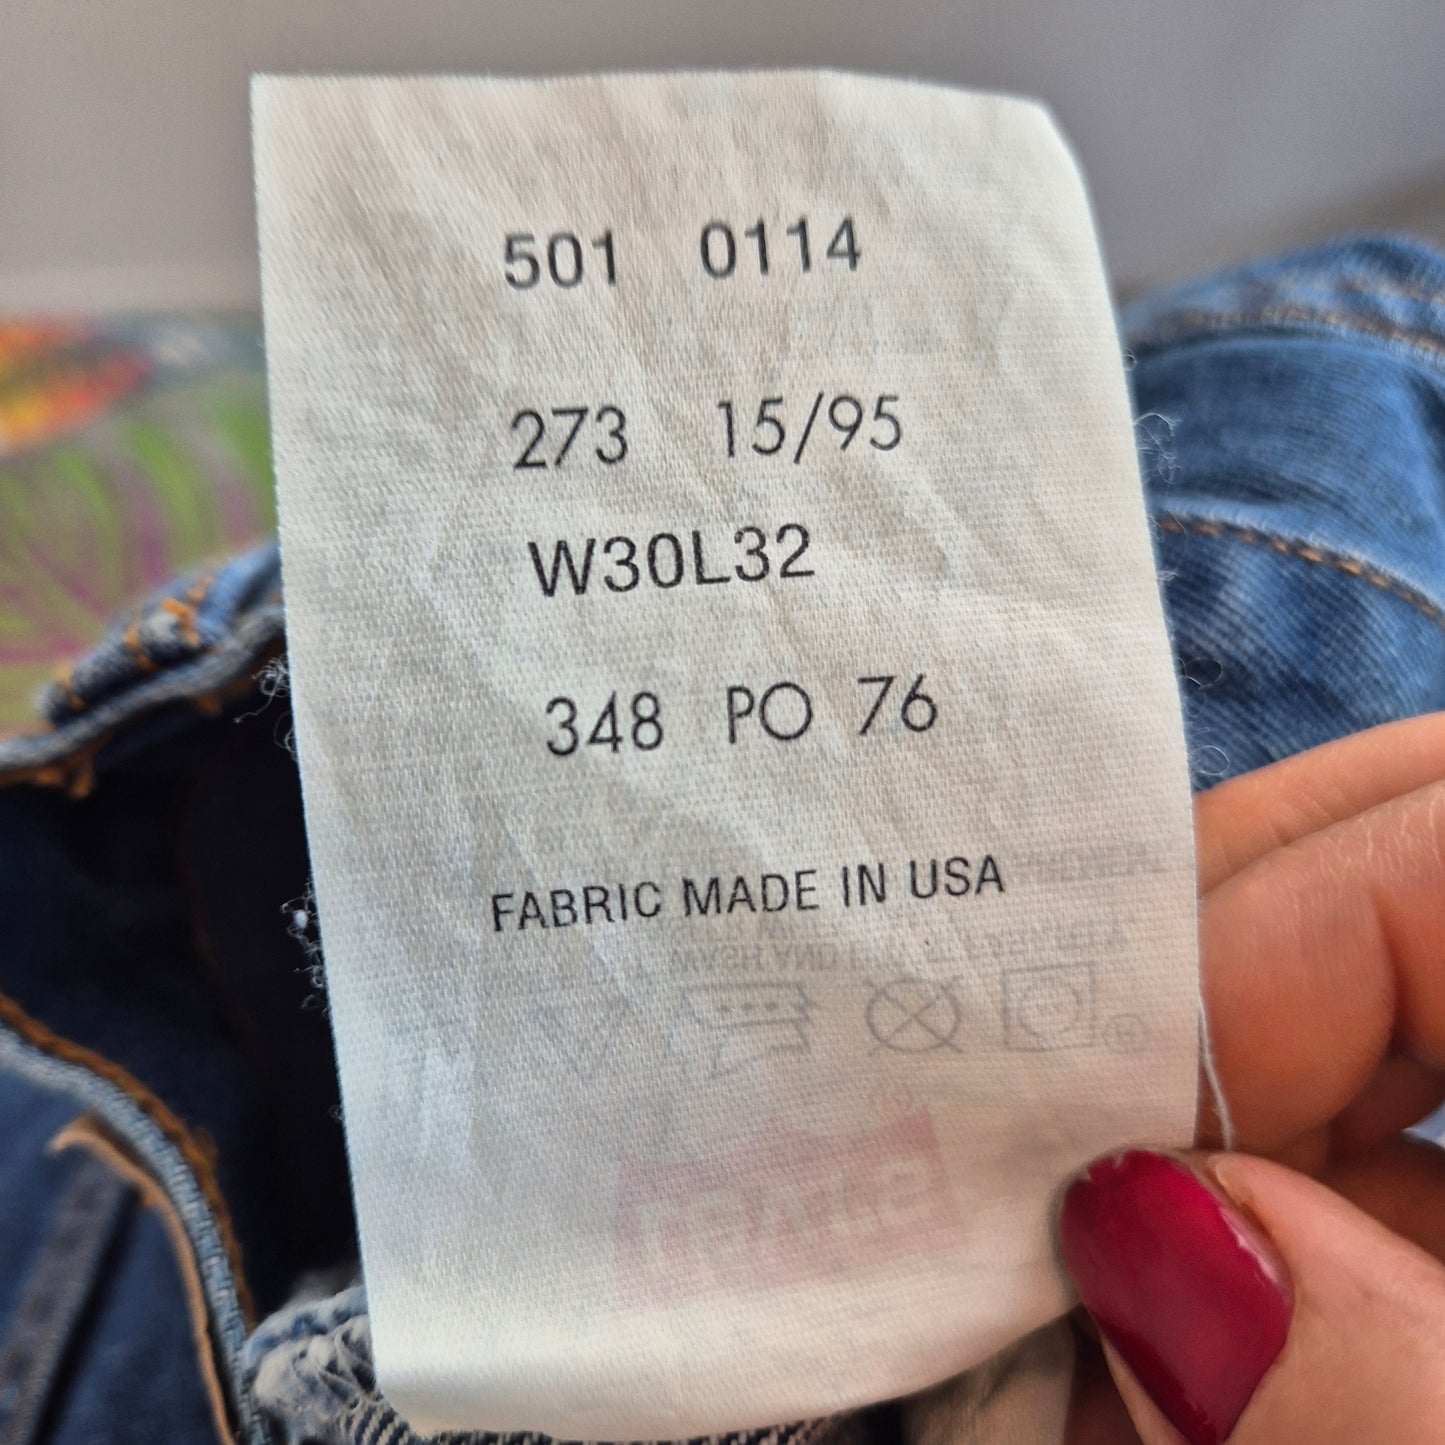 501 0114
273 15/95
W30L32
348 PO 76
FABRIC MADE IN USA